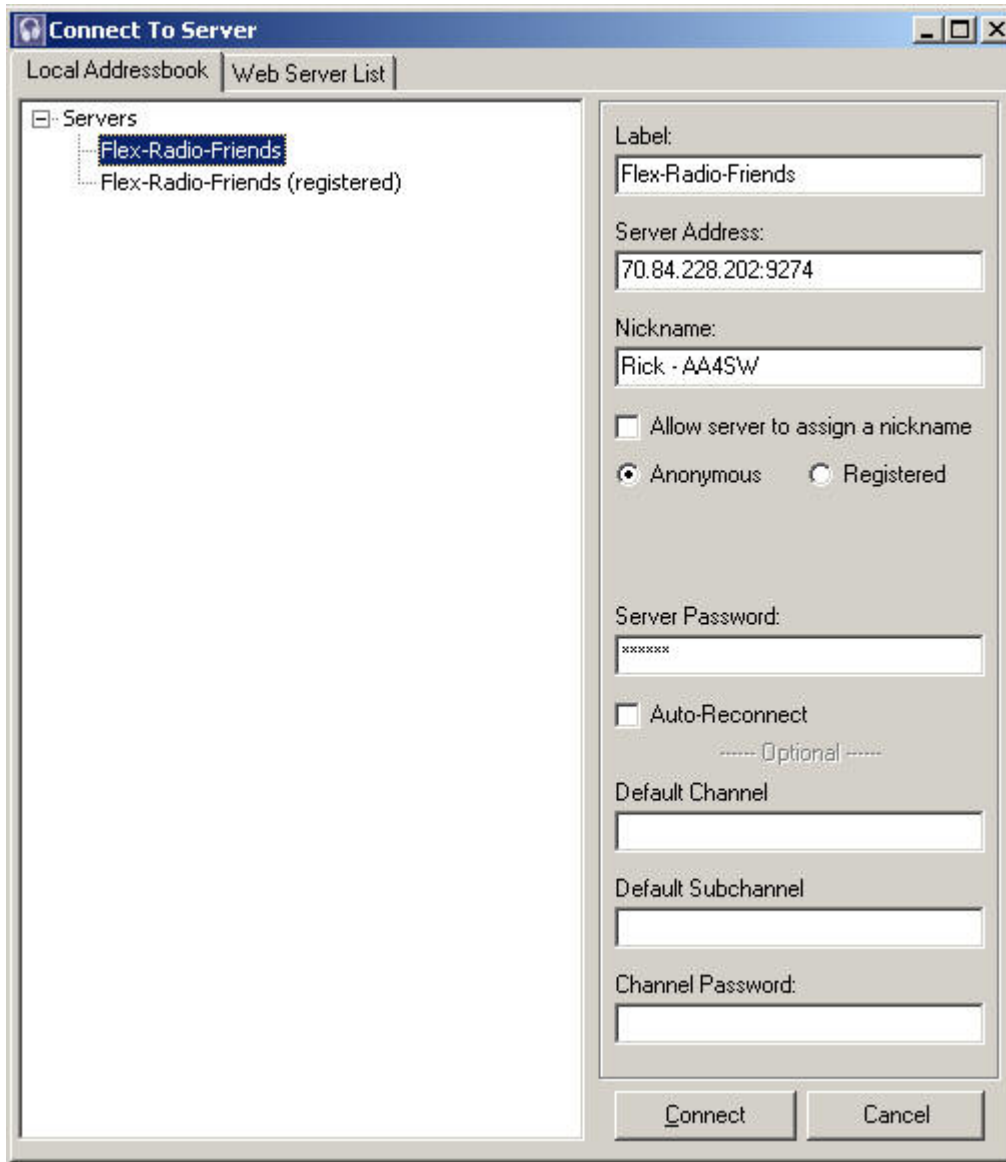 Connect To Server
Local Addressbook
Web Server List
Servers
Flex-Radio-Friends
Flex-Radio-Friends (registered)
Label:
Flex-Radio-Friends
Server Address:
70.84.228.202:9274
Nickname:
Rick - AA4SW
Allow server to assign a nickname
Anonymous
Registered
Server Password:
××××××
Auto-Reconnect
------ Optional ------
Default Channel
Default Subchannel
Channel Password:
Connect
Cancel